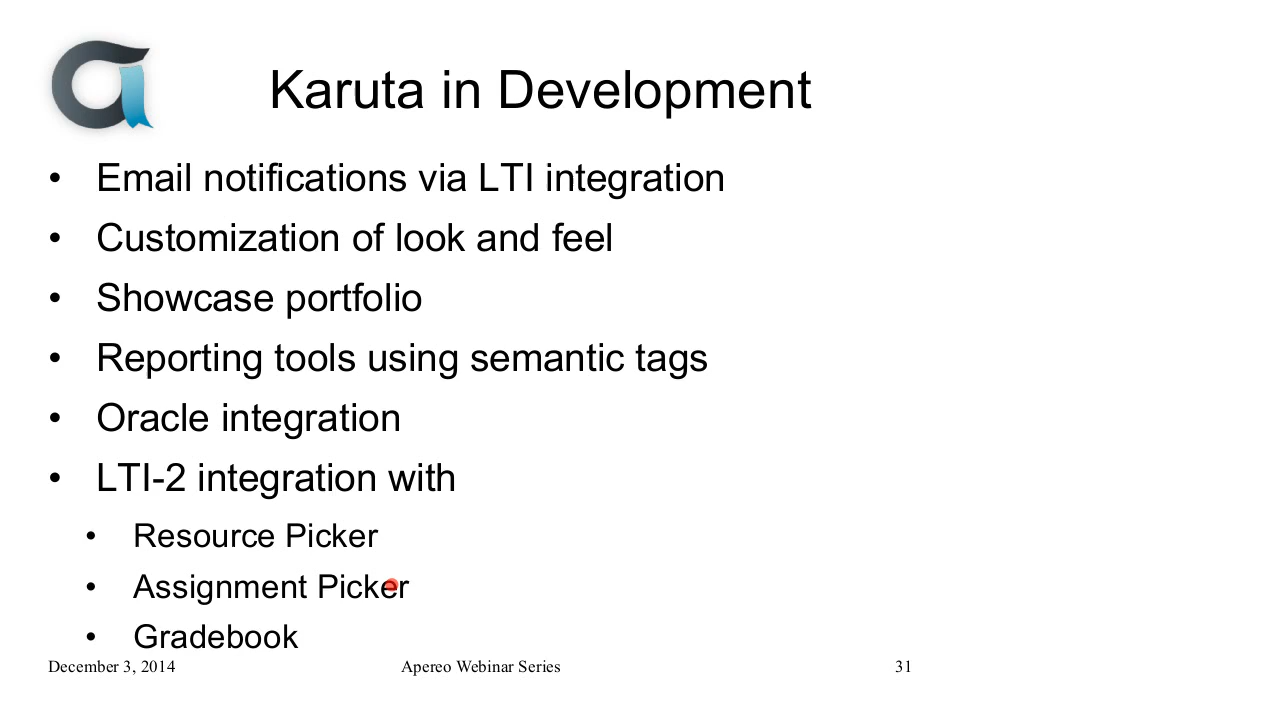 Karuta in Development
• Email notifications via LTI integration
• Customization of look and feel
• Showcase portfolio
• Reporting tools using semantic tags
• Oracle integration
• LTI-2 integration with
• Resource Picker
• Assignment Picker
• Gradebook
December 3, 2014 Apereo Webinar Series 31